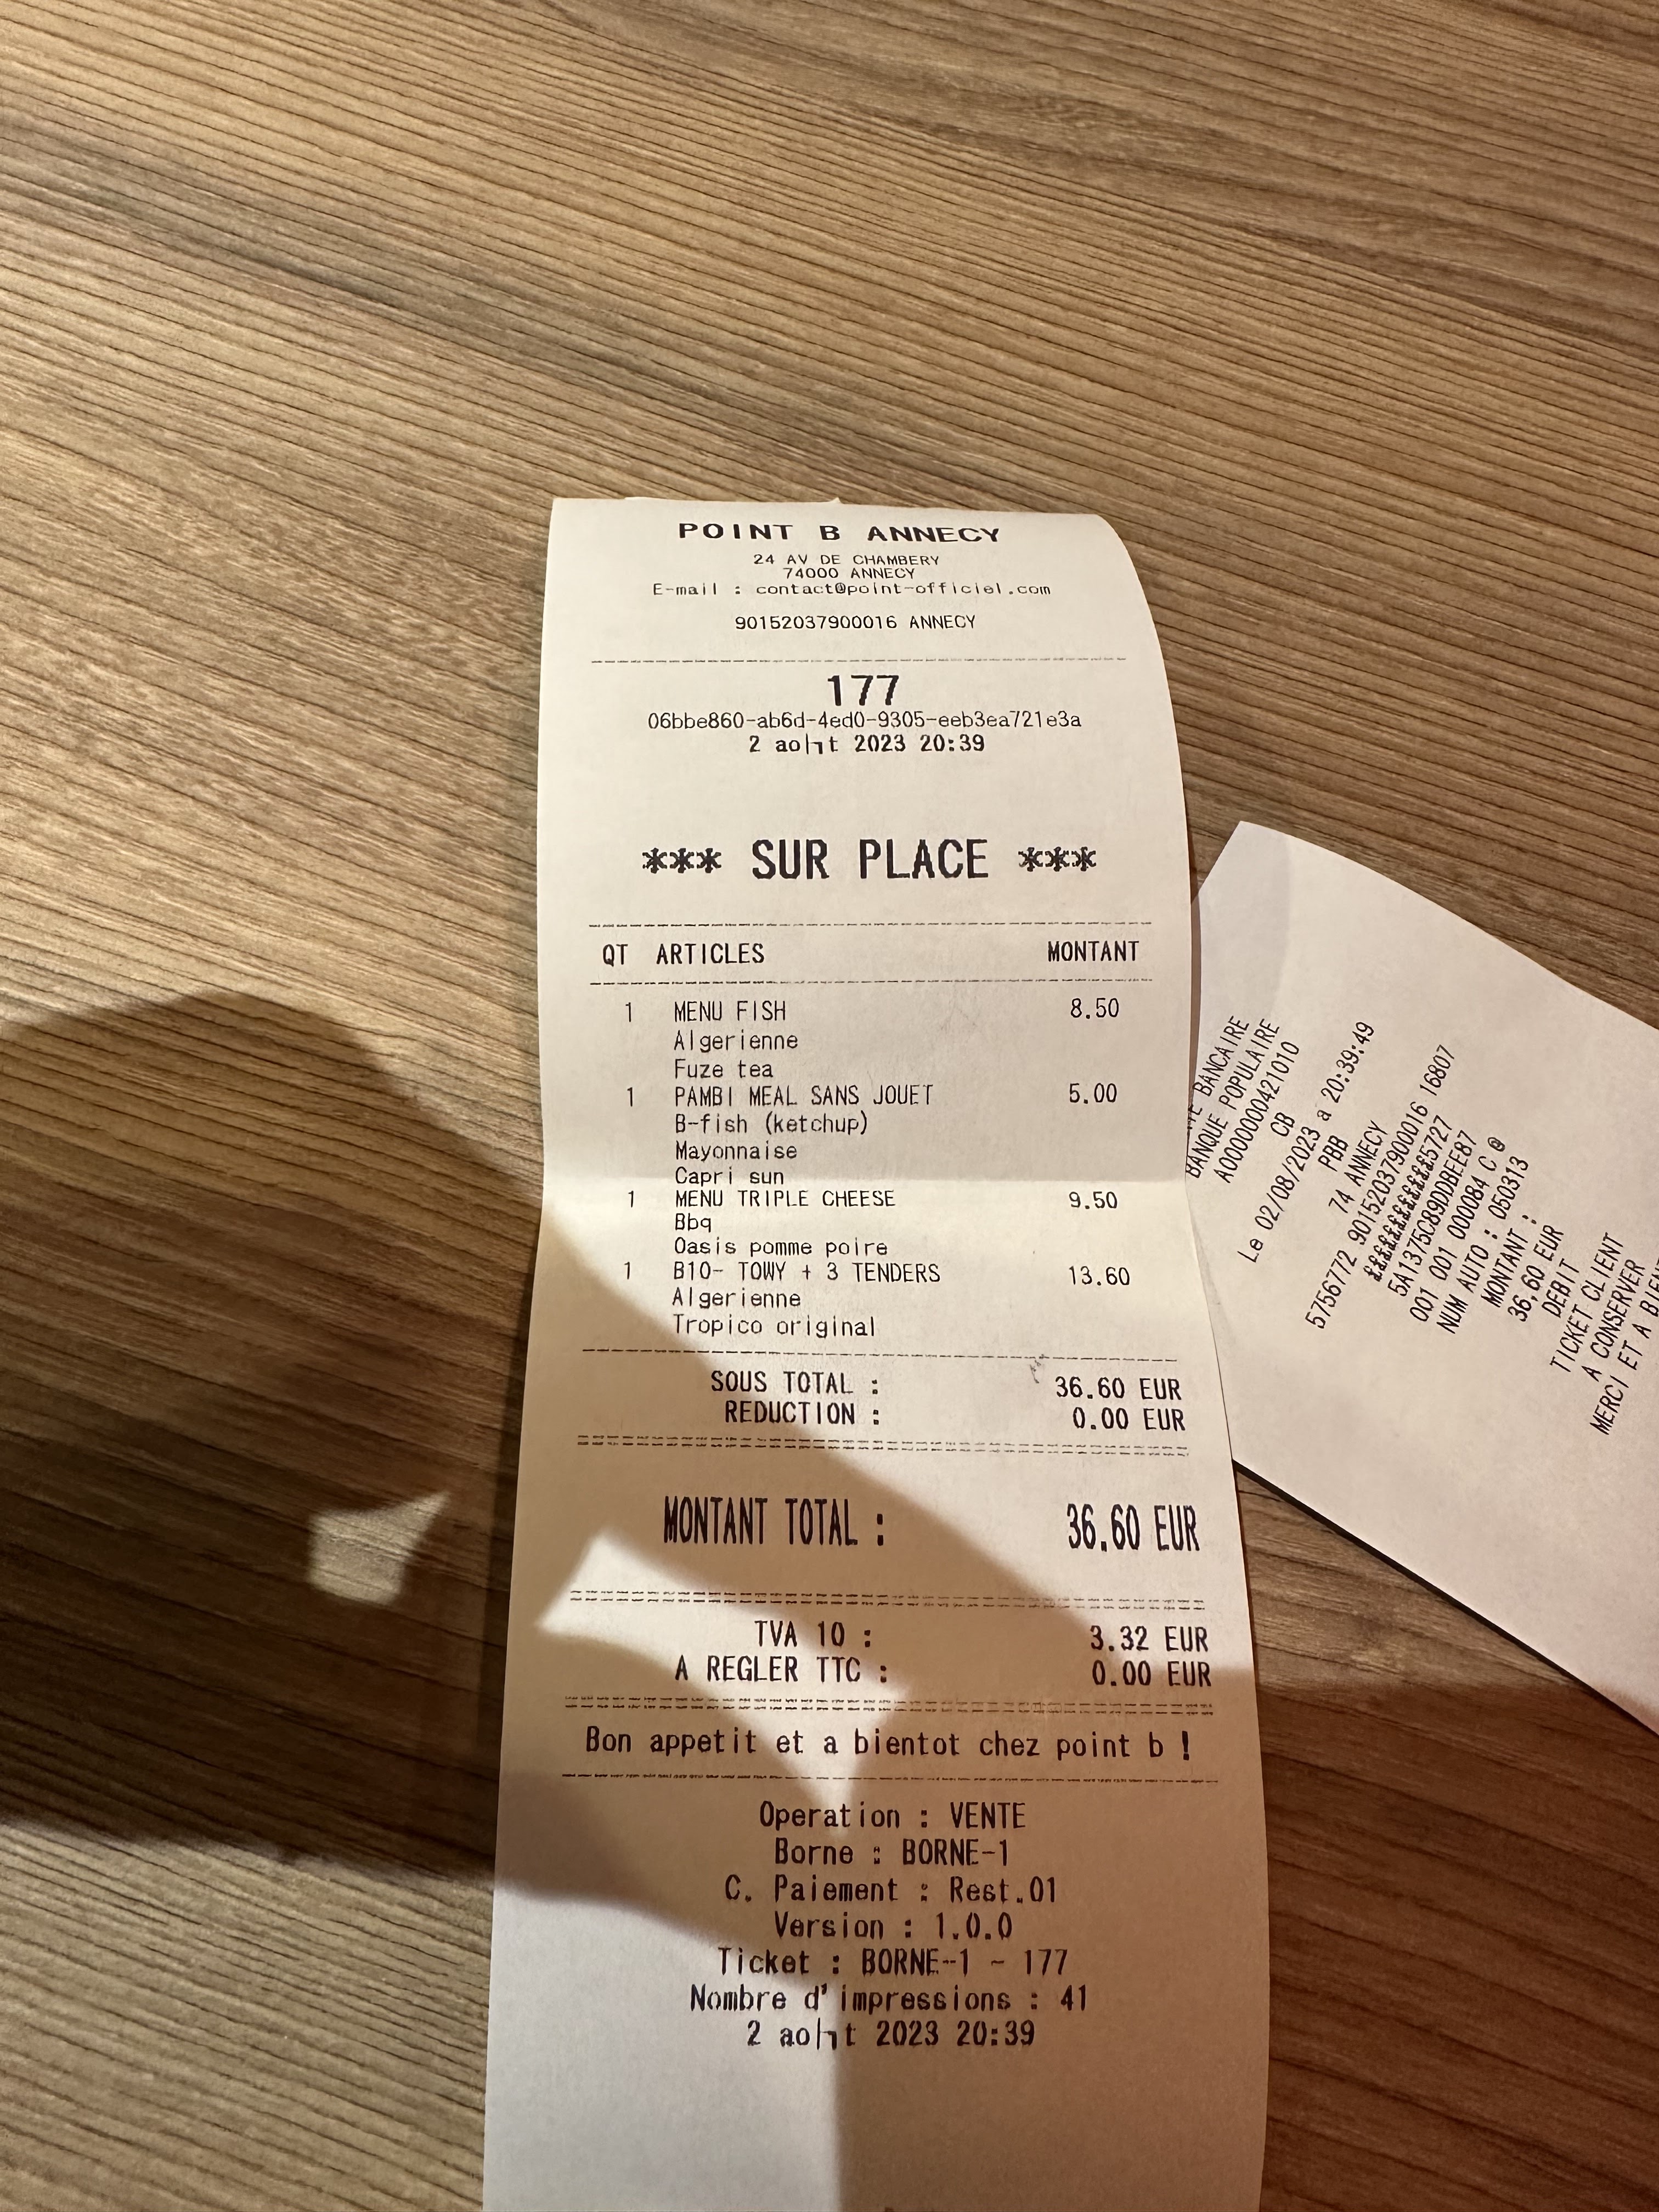 POINT B ANNECY
24 AV DE CHAMBERY
74000 ANNECY
E-mail : contact@point-officiel.com
90152037900016 ANNECY
177
06bbe860-ab6d-4ed0-9305-eeb3ea721e3a
2 ao├┐t 2023 20:39
*** SUR PLACE ***
QT ARTICLES MONTANT
1 MENU FISH 8.50
Algerienne
Fuze tea
1 PAMBI MEAL SANS JOUET 5.00
B-fish (ketchup)
Mayonnaise
Capri sun
1 MENU TRIPLE CHEESE 9.50
Bbq
Oasis pomme poire
1 B10- TOWY + 3 TENDERS 13.60
Algerienne
Tropico original
SOUS TOTAL : 36.60 EUR
REDUCTION : 0.00 EUR
MONTANT TOTAL : 36.60 EUR
TVA 10 : 3.32 EUR
A REGLER TTC : 0.00 EUR
Bon appetit et a bientot chez point b !
Operation : VENTE
Borne : BORNE-1
C. Paiement : Rest.01
Version : 1.0.0
Ticket : BORNE-1 - 177
Nombre d'impressions : 41
2 ao├┐t 2023 20:39
BANCAIRE
BANQUE POPULAIRE
A0000000421010
CB
Le 02/08/2023 a 20:39:49
PBB
74 ANNECY
5756772 90152037900016 16807
5727
5A1375C89DDBEE87
001 001 000084 C @
NUM AUTO : 050313
MONTANT :
36,60 EUR
DEBIT
TICKET CLIENT
A CONSERVER
MERCI ET A